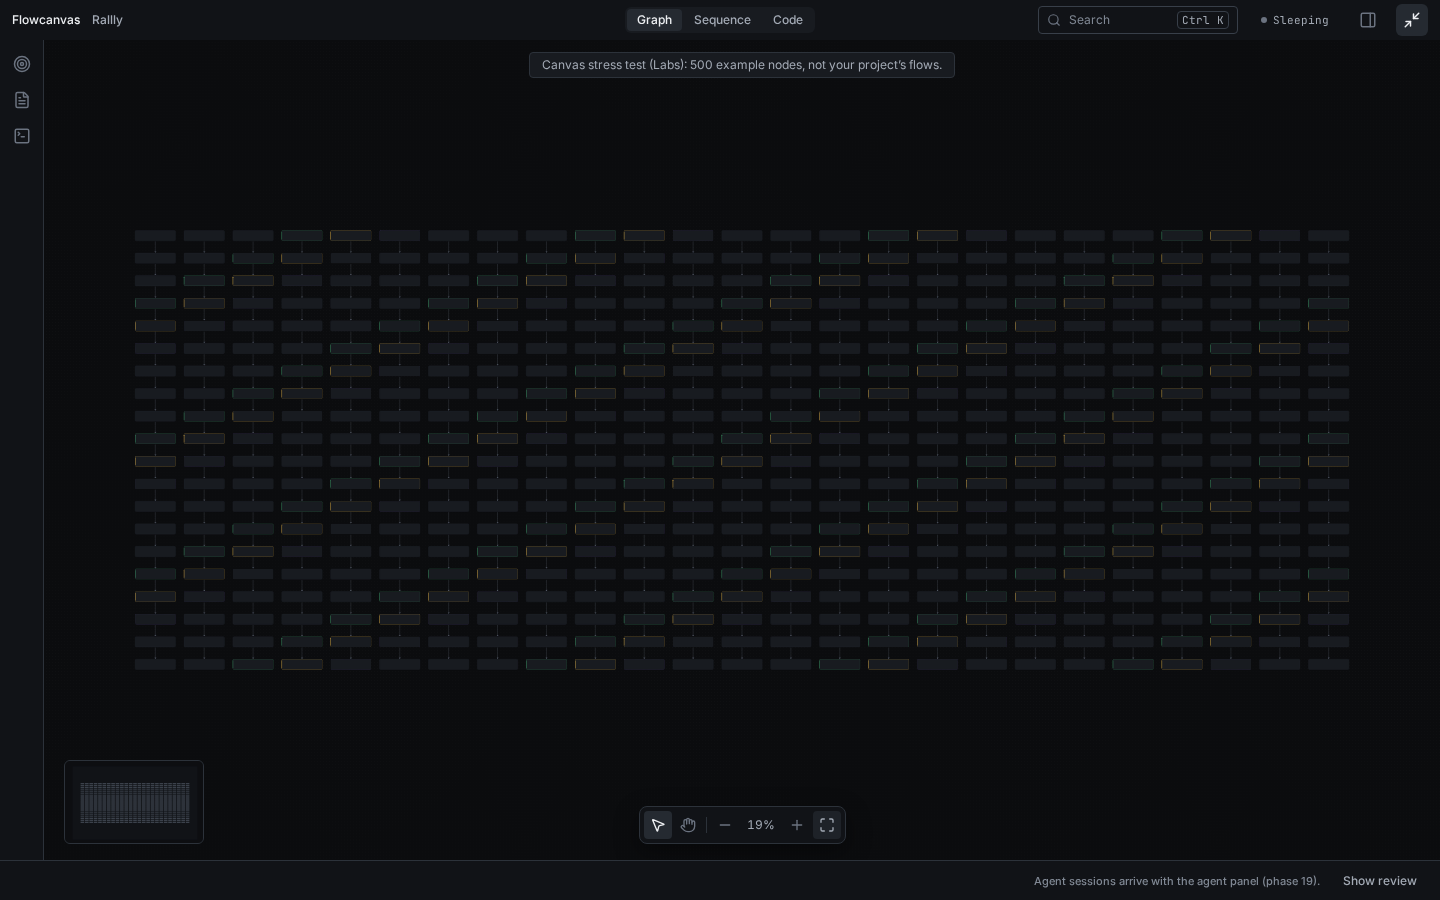 Flowcanvas Rallly
Graph Sequence Code
Search Ctrl K
Sleeping
Canvas stress test (Labs): 500 example nodes, not your project's flows.
19%
Agent sessions arrive with the agent panel (phase 19). Show review